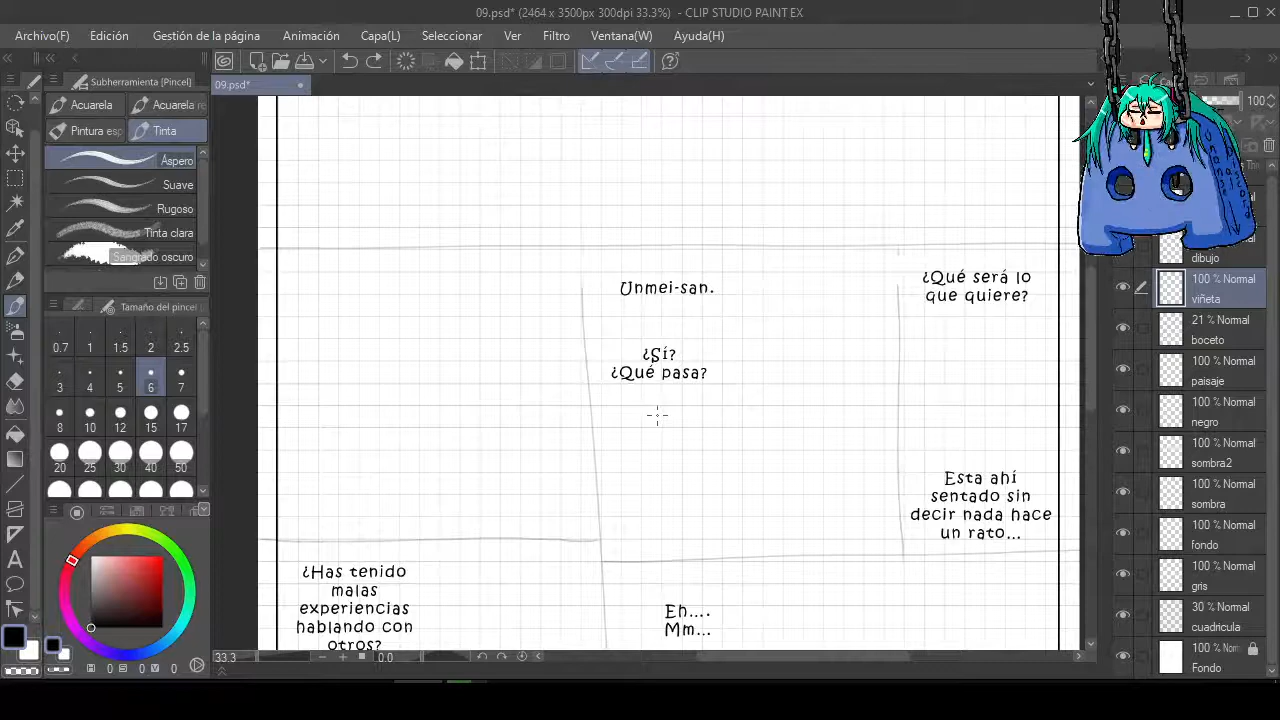 09.psd* (2464 x 3500px 300dpi 33.3%) - CLIP STUDIO PAINT EX
Archivo(F) Edición Gestión de la página Animación Capa(L) Seleccionar Ver Filtro Ventana(W) Ayuda(H)
Subherramienta [Pincel]
09.psd*
Acuarela
Acuarela re
Pintura esp
Tinta
Áspero
Suave
Rugoso
Tinta clara
Sangrado oscuro
Tamaño del pincel
0.7 1 1.5 2 2.5
3 4 5 6 7
8 10 12 15 17
20 25 30 40 50
Unmei-san.
¿Qué será lo
que quiere?
¿Sí?
¿Qué pasa?
Esta ahí
sentado sin
decir nada hace
un rato...
¿Has tenido
malas
experiencias
hablando con
otros?
Eh....
Mm...
33.3
0.0
100
dibujo
100 % Normal
viñeta
21 % Normal
boceto
100 % Normal
paisaje
100 % Normal
negro
100 % Normal
sombra2
100 % Normal
sombra
100 % Normal
fondo
100 % Normal
gris
30 % Normal
cuadricula
100 %
Fondo